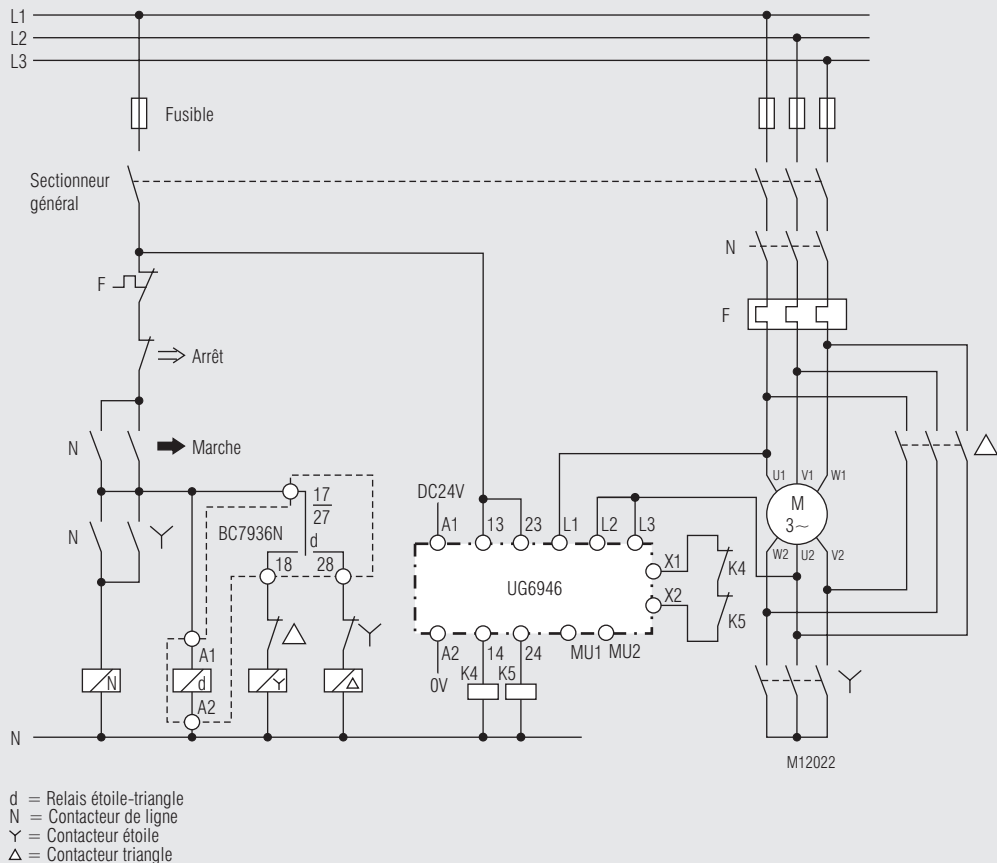 L1
L2
L3
Fusible
Sectionneur
général
N
F
F
Arrêt
N
Marche
17
27
BC7936N
d
N
18
28
U1
V1
W1
M
3~
W2
U2
V2
DC24V
A1
13
23
L1
L2
L3
X1
K4
UG6946
X2
K5
A2
14
24
MU1
MU2
0V
K4
K5
A1
N
d
Y
Δ
A2
N
M12022
d = Relais étoile-triangle
N = Contacteur de ligne
Y = Contacteur étoile
Δ = Contacteur triangle